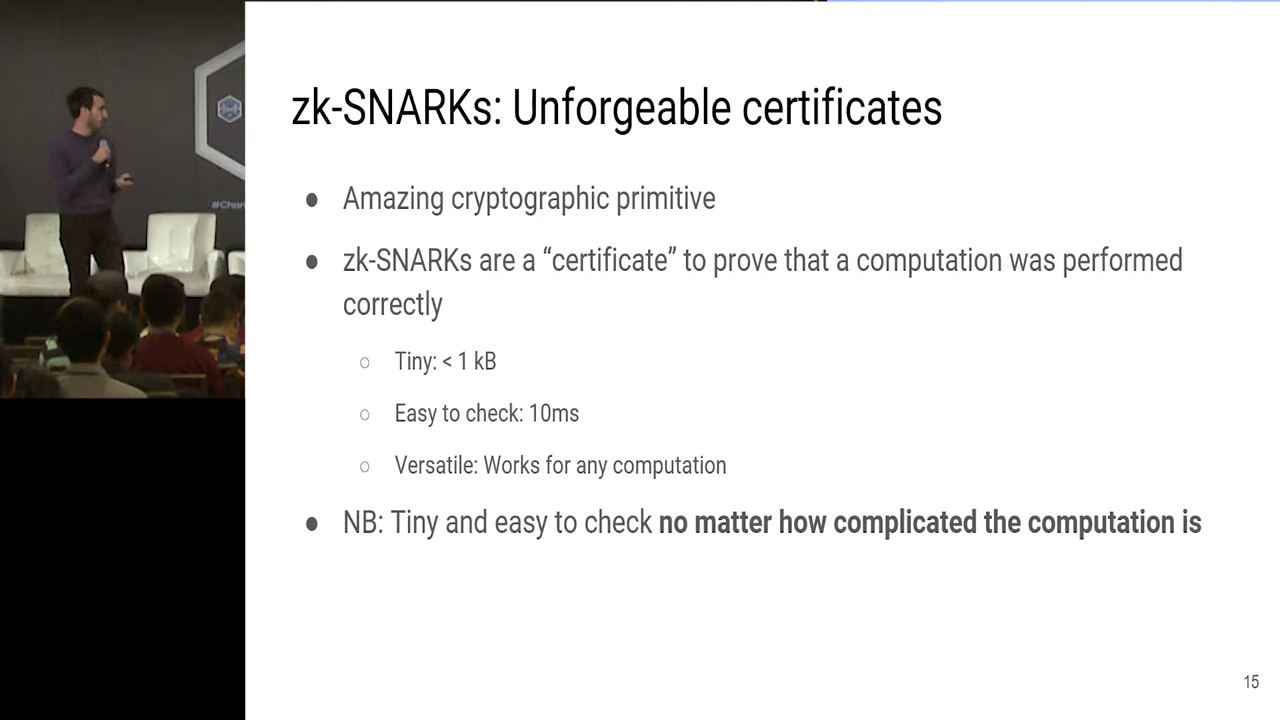 zk-SNARKs: Unforgeable certificates
● Amazing cryptographic primitive
● zk-SNARKs are a “certificate” to prove that a computation was performed
correctly
○ Tiny: < 1 kB
○ Easy to check: 10ms
○ Versatile: Works for any computation
● NB: Tiny and easy to check no matter how complicated the computation is
#Chan
15